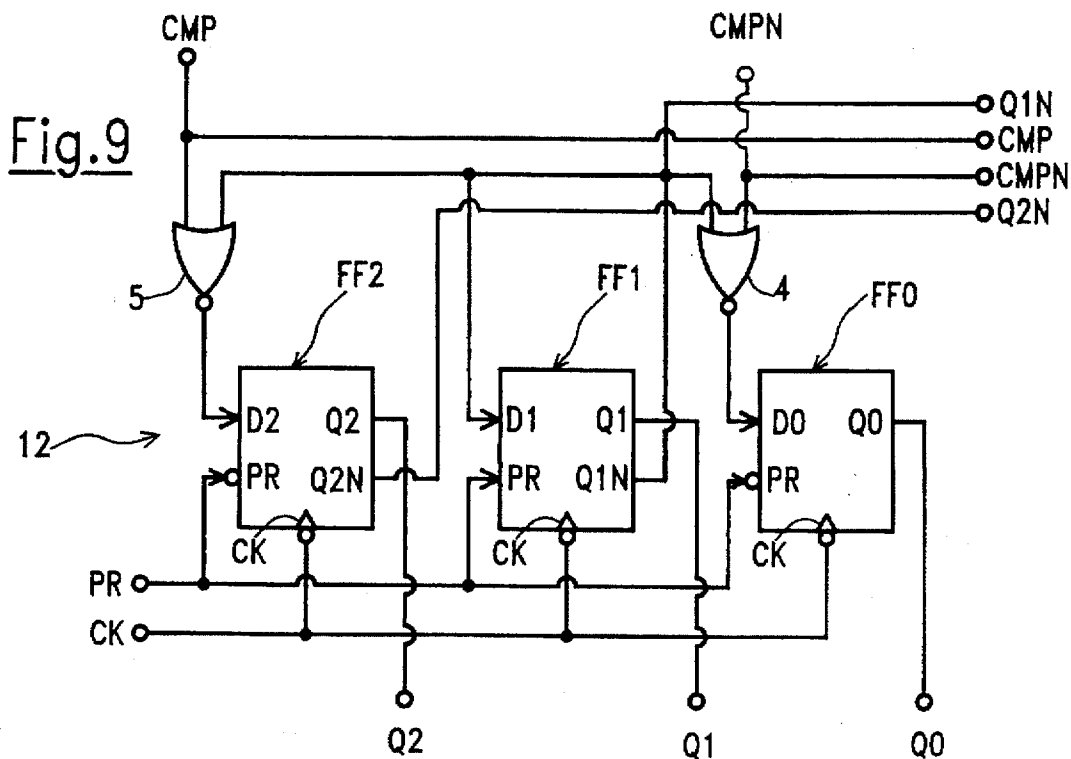 CMP
CMPN
Q1N
Fig.9
CMP
CMPN
Q2N
5
FF2
FF1
4
FF0
D2 Q2
D1 Q1
D0 Q0
12
PR Q2N
PR Q1N
PR
CK
CK
CK
PR
CK
Q2
Q1
Q0